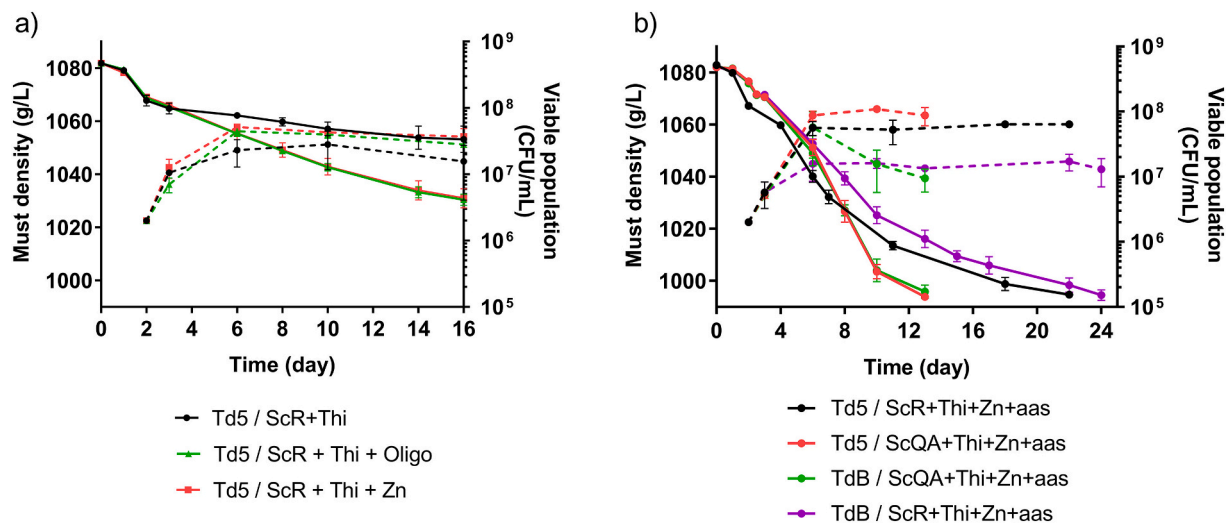 a)
Must density (g/L)
1080
1060
1040
1020
1000
10⁹
10⁸
10⁷
10⁶
10⁵
Viable population
(CFU/mL)
0 2 4 6 8 10 12 14 16
Time (day)
Td5 / ScR+Thi
Td5 / ScR + Thi + Oligo
Td5 / ScR + Thi + Zn
b)
Must density (g/L)
1080
1060
1040
1020
1000
10⁹
10⁸
10⁷
10⁶
10⁵
Viable population
(CFU/mL)
0 4 8 12 16 20 24
Time (day)
Td5 / ScR+Thi+Zn+aas
Td5 / ScQA+Thi+Zn+aas
TdB / ScQA+Thi+Zn+aas
TdB / ScR+Thi+Zn+aas